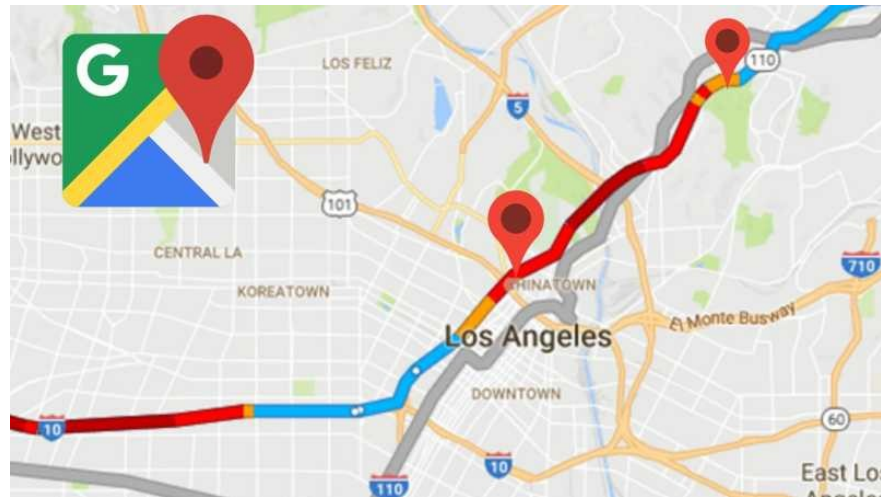 G
LOS FELIZ
110
5
West
ollywo
101
CENTRAL LA
710
KOREATOWN
CHINATOWN
El Monte Busway
Los Angeles
DOWNTOWN
10
60
10
110
East Los